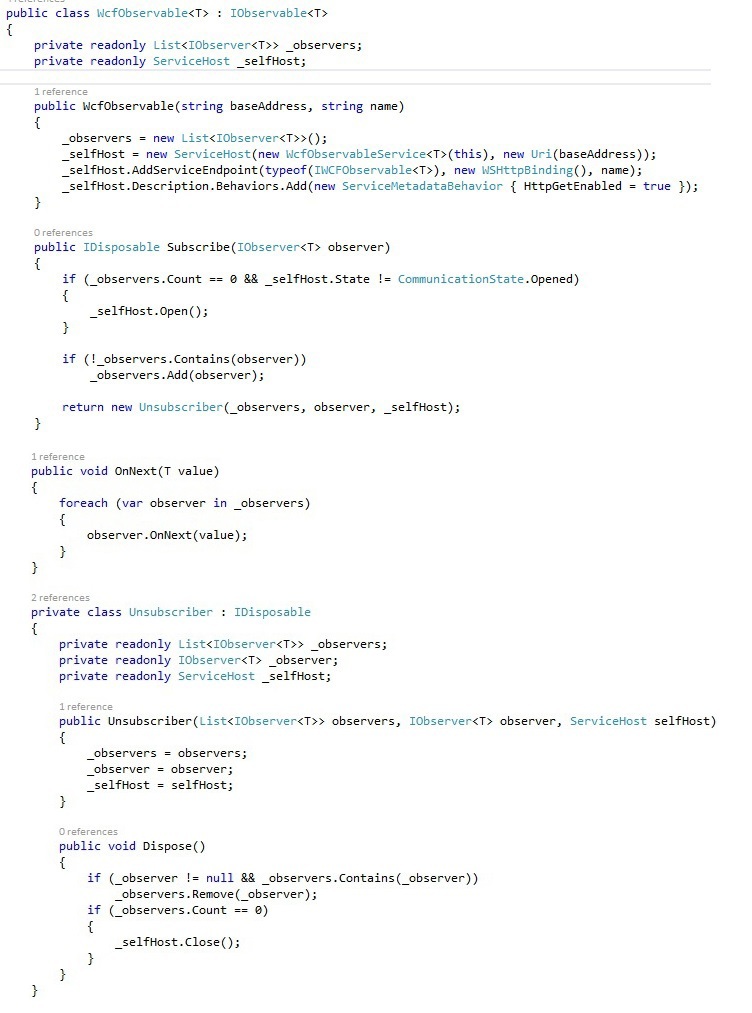 public class WcfObservable<T> : IObservable<T>
{
    private readonly List<IObserver<T>> _observers;
    private readonly ServiceHost _selfHost;
    1 reference
    public WcfObservable(string baseAddress, string name)
    {
        _observers = new List<IObserver<T>>();
        _selfHost = new ServiceHost(new WcfObservableService<T>(this), new Uri(baseAddress));
        _selfHost.AddServiceEndpoint(typeof(IWCFObservable<T>), new WSHttpBinding(), name);
        _selfHost.Description.Behaviors.Add(new ServiceMetadataBehavior { HttpGetEnabled = true });
    }
    0 references
    public IDisposable Subscribe(IObserver<T> observer)
    {
        if (_observers.Count == 0 && _selfHost.State != CommunicationState.Opened)
        {
            _selfHost.Open();
        }
        if (!_observers.Contains(observer))
            _observers.Add(observer);
        return new Unsubscriber(_observers, observer, _selfHost);
    }
    1 reference
    public void OnNext(T value)
    {
        foreach (var observer in _observers)
        {
            observer.OnNext(value);
        }
    }
    2 references
    private class Unsubscriber : IDisposable
    {
        private readonly List<IObserver<T>> _observers;
        private readonly IObserver<T> _observer;
        private readonly ServiceHost _selfHost;
        1 reference
        public Unsubscriber(List<IObserver<T>> observers, IObserver<T> observer, ServiceHost selfHost)
        {
            _observers = observers;
            _observer = observer;
            _selfHost = selfHost;
        }
        0 references
        public void Dispose()
        {
            if (_observer != null && _observers.Contains(_observer))
                _observers.Remove(_observer);
            if (_observers.Count == 0)
            {
                _selfHost.Close();
            }
        }
    }